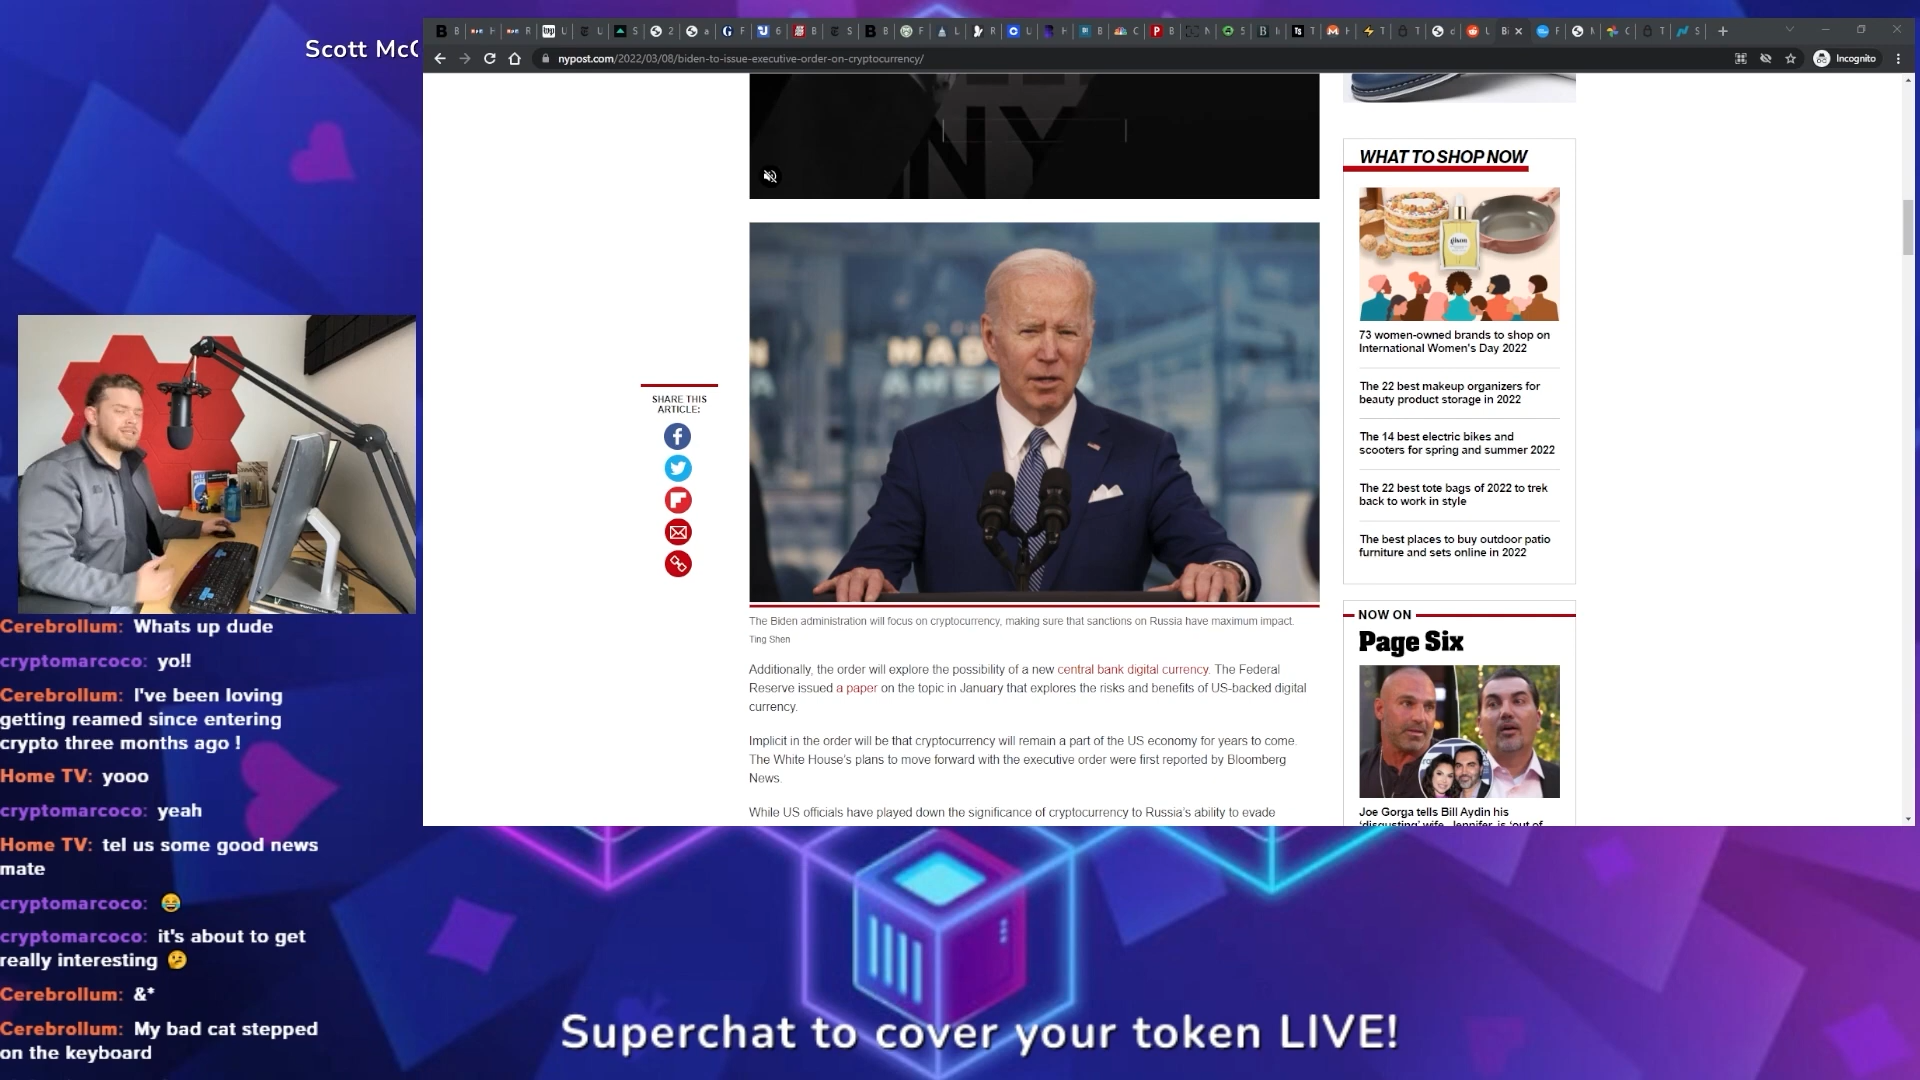 Scott McC
nypost.com/2022/03/08/biden-to-issue-executive-order-on-cryptocurrency/
Incognito
NY
MAD
AME
SHARE THIS
ARTICLE:
The Biden administration will focus on cryptocurrency, making sure that sanctions on Russia have maximum impact.
Ting Shen
Additionally, the order will explore the possibility of a new central bank digital currency. The Federal
Reserve issued a paper on the topic in January that explores the risks and benefits of US-backed digital
currency.
Implicit in the order will be that cryptocurrency will remain a part of the US economy for years to come.
The White House's plans to move forward with the executive order were first reported by Bloomberg
News.
While US officials have played down the significance of cryptocurrency to Russia's ability to evade
WHAT TO SHOP NOW
73 women-owned brands to shop on
International Women's Day 2022
The 22 best makeup organizers for
beauty product storage in 2022
The 14 best electric bikes and
scooters for spring and summer 2022
The 22 best tote bags of 2022 to trek
back to work in style
The best places to buy outdoor patio
furniture and sets online in 2022
NOW ON
Page Six
Joe Gorga tells Bill Aydin his
'disgusting' wife, Jennifer, is 'out of
Cerebrollum: Whats up dude
cryptomarcoco: yo!!
Cerebrollum: I've been loving
getting reamed since entering
crypto three months ago !
Home TV: yooo
cryptomarcoco: yeah
Home TV: tell us some good news
mate
cryptomarcoco: 😂
cryptomarcoco: it's about to get
really interesting 🤔
Cerebrollum: &*
Cerebrollum: My bad cat stepped
on the keyboard
Superchat to cover your token LIVE!